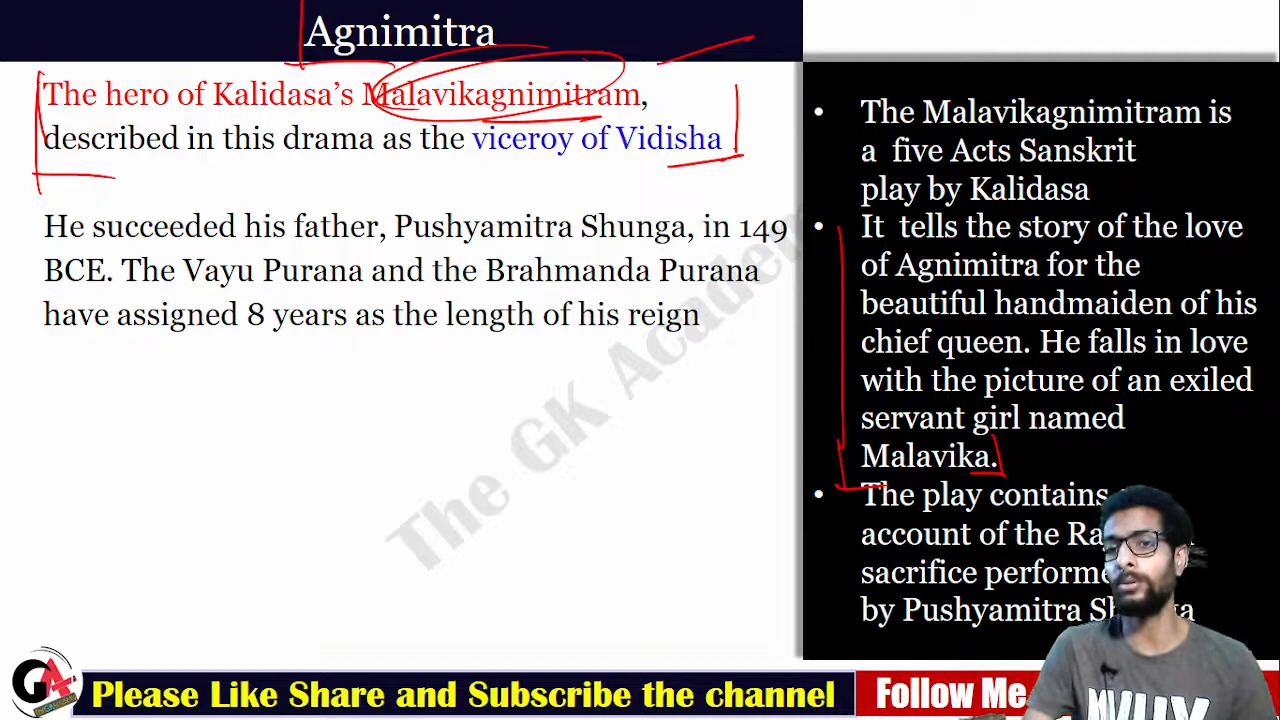 Agnimitra
The hero of Kalidasa's Malavikagnimitram,
described in this drama as the viceroy of Vidisha
He succeeded his father, Pushyamitra Shunga, in 149
BCE. The Vayu Purana and the Brahmanda Purana
have assigned 8 years as the length of his reign
• The Malavikagnimitram is
a five Acts Sanskrit
play by Kalidasa
• It tells the story of the love
of Agnimitra for the
beautiful handmaiden of his
chief queen. He falls in love
with the picture of an exiled
servant girl named
Malavika.
• The play contains
account of the
sacrifice
by Pushyamitra
The GK Academy
GA
Please Like Share and Subscribe the channel
Follow Me